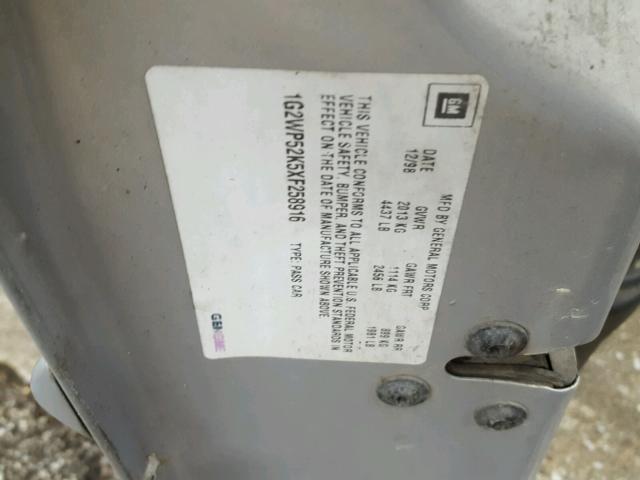 GM
MFD BY GENERAL MOTORS CORP
DATE GVWR GAWR FRT GAWR RR
12/98 2013 KG 1114 KG 899 KG
4437 LB 2456 LB 1981 LB
THIS VEHICLE CONFORMS TO ALL APPLICABLE U.S. FEDERAL MOTOR
VEHICLE SAFETY, BUMPER, AND THEFT PREVENTION STANDARDS IN
EFFECT ON THE DATE OF MANUFACTURE SHOWN ABOVE.
1G2WP52K5XF258916 TYPE: PASS CAR